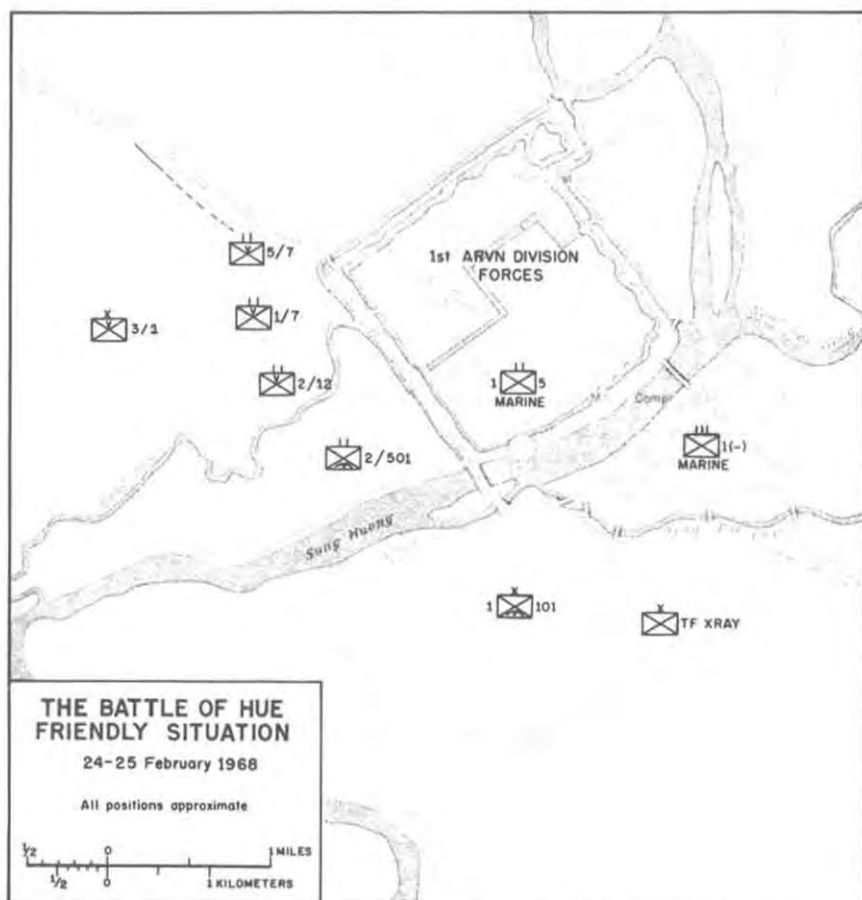 1st ARVN DIVISION
FORCES
5/7
1/7
3/1
2/12
1 5
MARINE
1(-)
MARINE
2/501
Sung Huong
1 101
TF XRAY
THE BATTLE OF HUE
FRIENDLY SITUATION
24-25 February 1968
All positions approximate
1/2 0 1 MILES
1/2 0 1 KILOMETERS